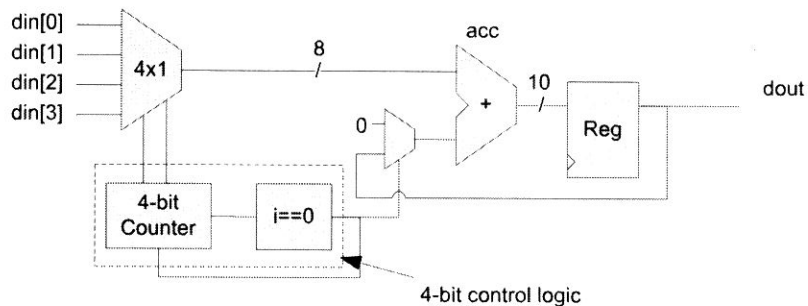 din[0]
din[1]
din[2]
din[3]
4x1
8
acc
+
10
Reg
dout
0
4-bit
Counter
i==0
4-bit control logic